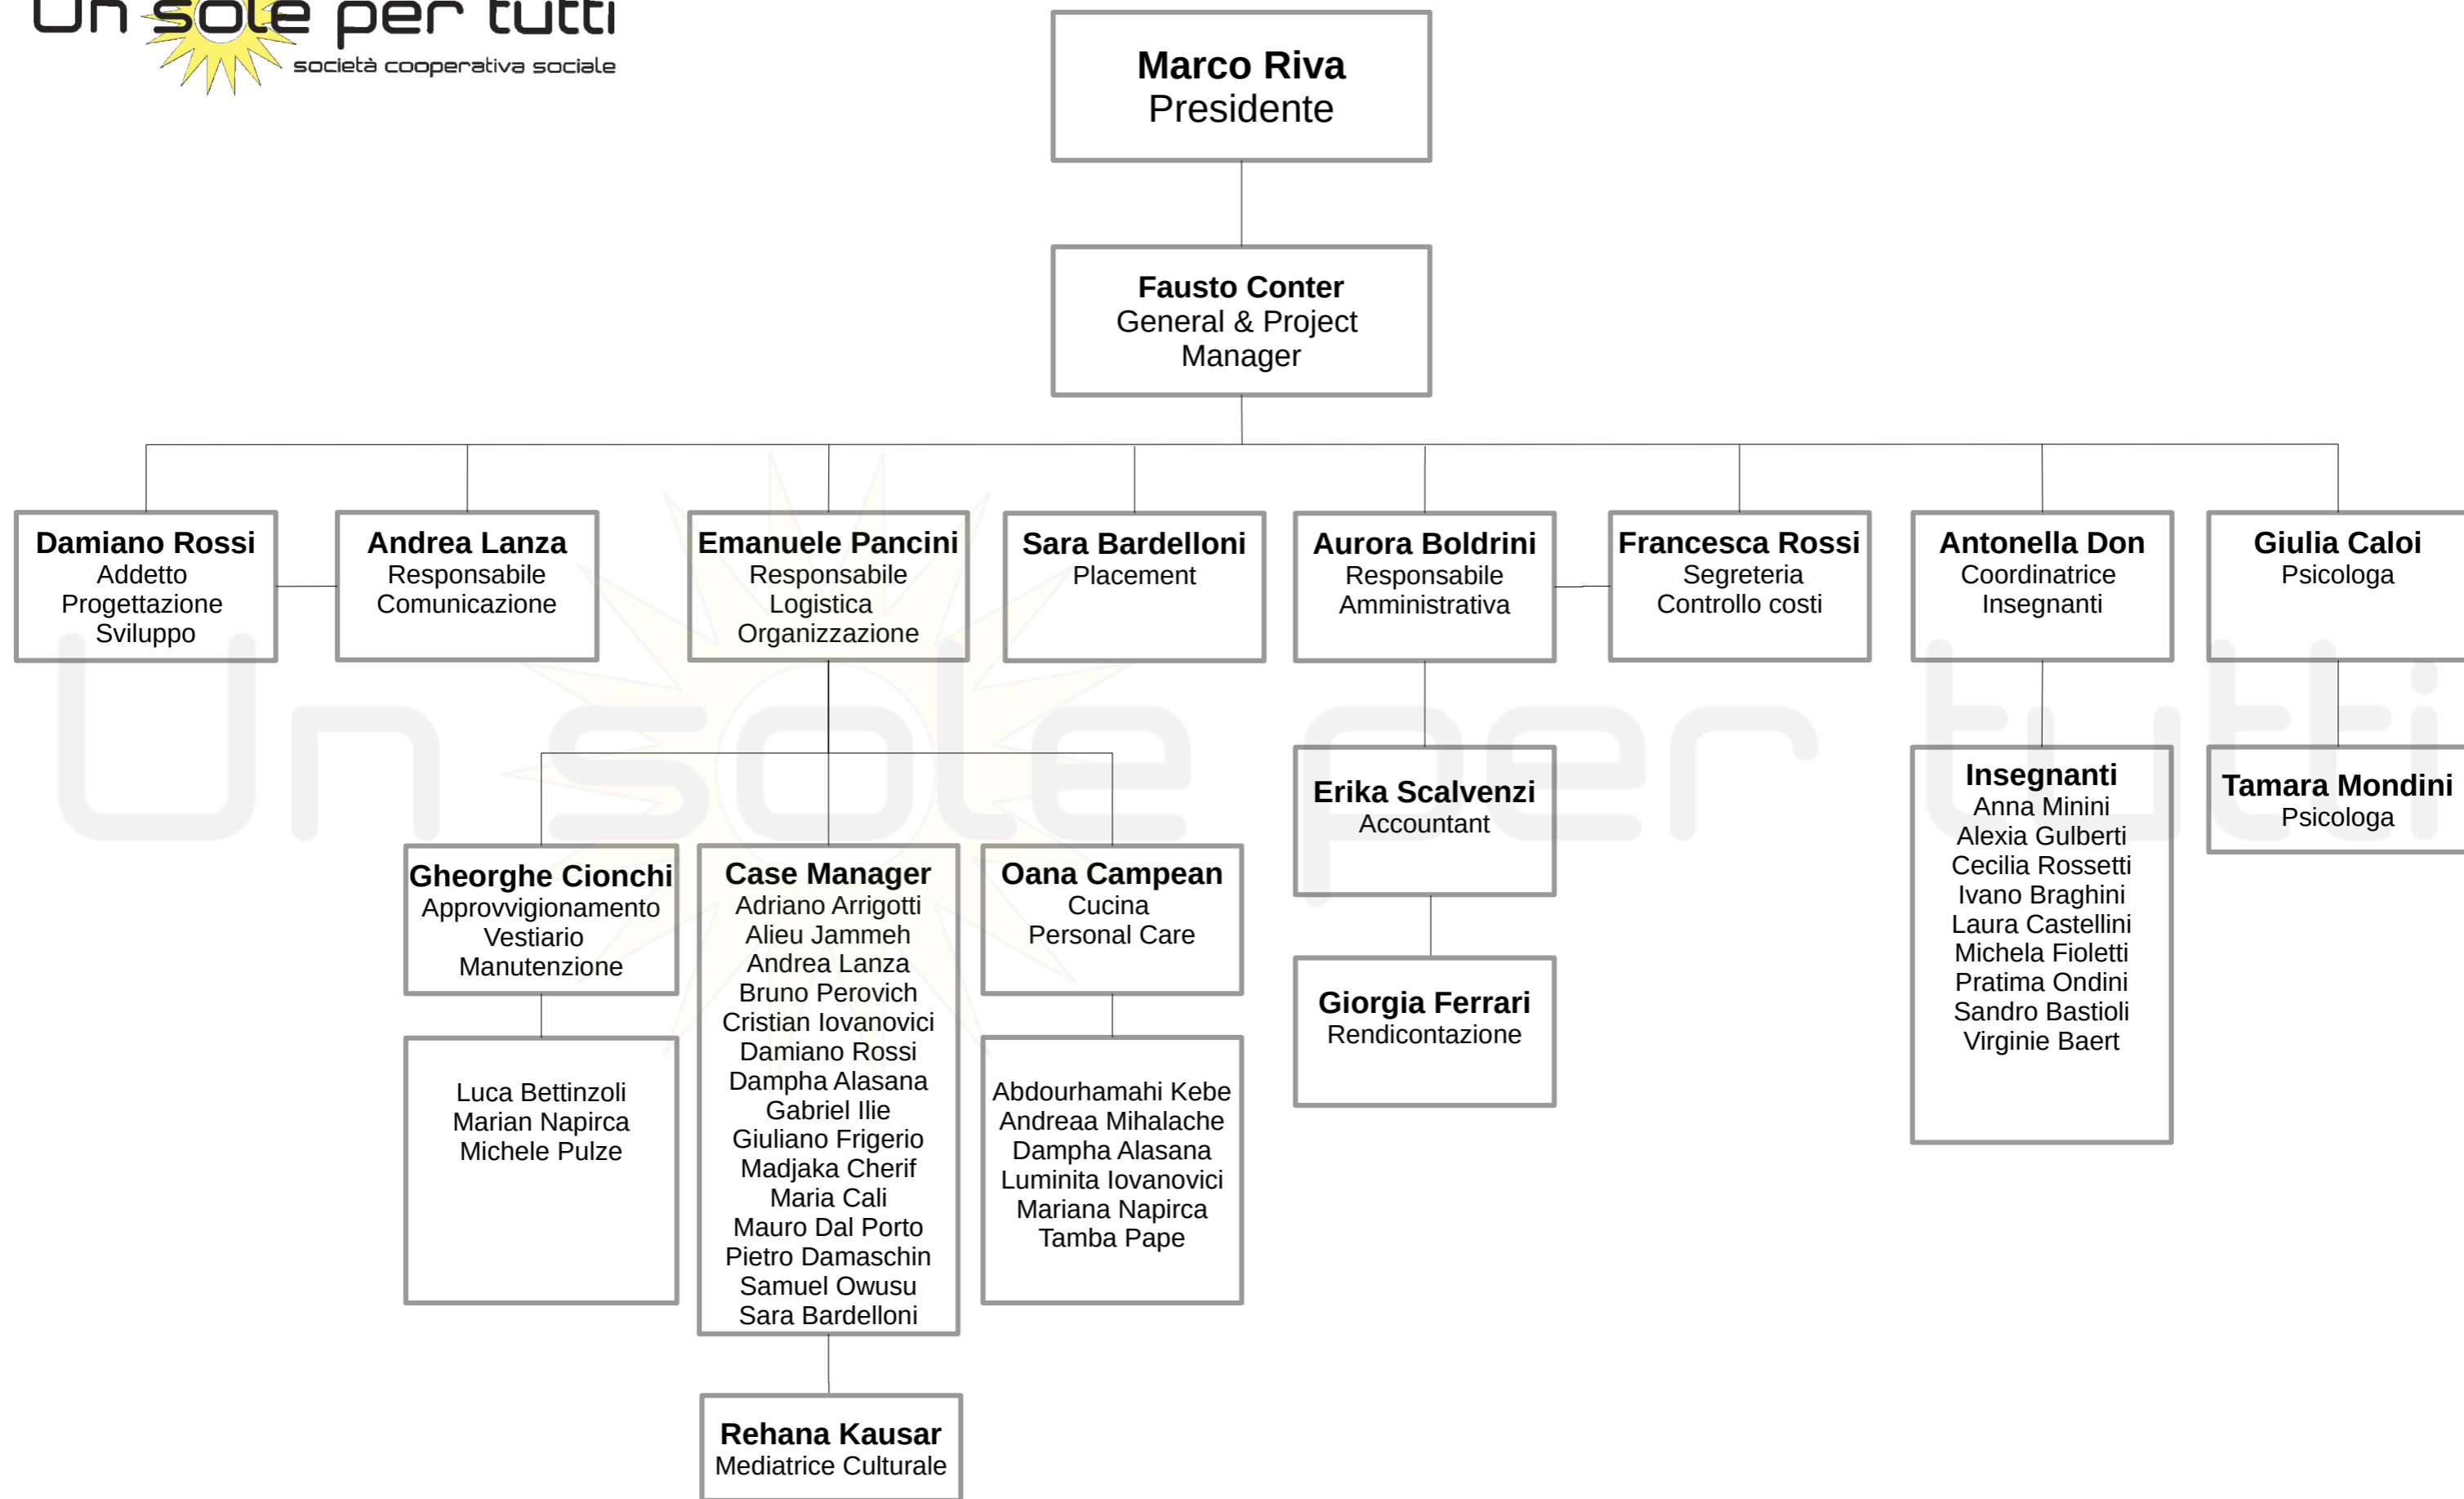 Un sole per tutti
società cooperativa sociale
Marco Riva
Presidente
Fausto Conter
General & Project
Manager
Damiano Rossi
Addetto
Progettazione
Sviluppo
Andrea Lanza
Responsabile
Comunicazione
Emanuele Pancini
Responsabile
Logistica
Organizzazione
Sara Bardelloni
Placement
Aurora Boldrini
Responsabile
Amministrativa
Francesca Rossi
Segreteria
Controllo costi
Antonella Don
Coordinatrice
Insegnanti
Giulia Caloi
Psicologa
Un sole per tutti
Gheorghe Cionchi
Approvvigionamento
Vestiario
Manutenzione
Luca Bettinzoli
Marian Napirca
Michele Pulze
Case Manager
Adriano Arrigotti
Alieu Jammeh
Andrea Lanza
Bruno Perovich
Cristian Iovanovici
Damiano Rossi
Dampha Alasana
Gabriel Ilie
Giuliano Frigerio
Madjaka Cherif
Maria Cali
Mauro Dal Porto
Pietro Damaschin
Samuel Owusu
Sara Bardelloni
Rehana Kausar
Mediatrice Culturale
Oana Campean
Cucina
Personal Care
Abdourhamahi Kebe
Andreaa Mihalache
Dampha Alasana
Luminita Iovanovici
Mariana Napirca
Tamba Pape
Erika Scalvenzi
Accountant
Giorgia Ferrari
Rendicontazione
Insegnanti
Anna Minini
Alexia Gulberti
Cecilia Rossetti
Ivano Braghini
Laura Castellini
Michela Fioletti
Pratima Ondini
Sandro Bastioli
Virginie Baert
Tamara Mondini
Psicologa